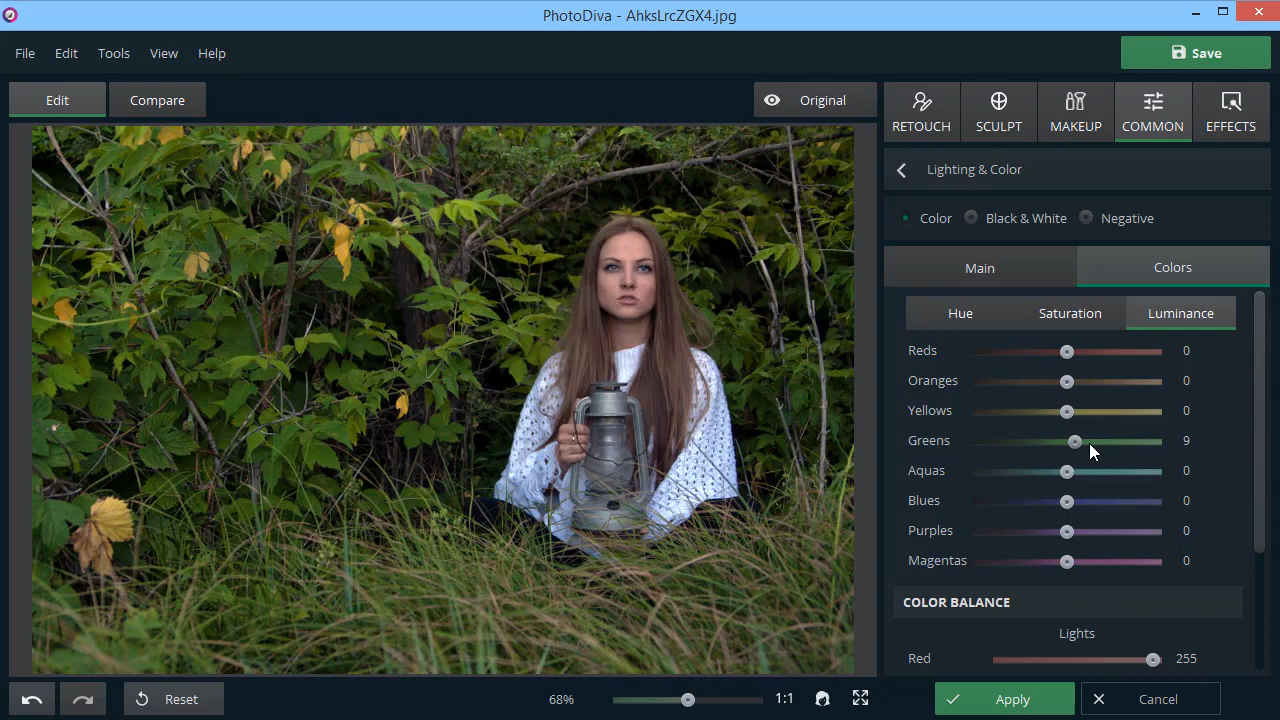 PhotoDiva - AhksLrcZGX4.jpg
File Edit Tools View Help
Save
Edit Compare Original
RETOUCH SCULPT MAKEUP COMMON EFFECTS
Lighting & Color
Color Black & White Negative
Main Colors
Hue Saturation Luminance
Reds 0
Oranges 0
Yellows 0
Greens 9
Aquas 0
Blues 0
Purples 0
Magentas 0
COLOR BALANCE
Lights
Red 255
Reset 68% 1:1 Apply Cancel